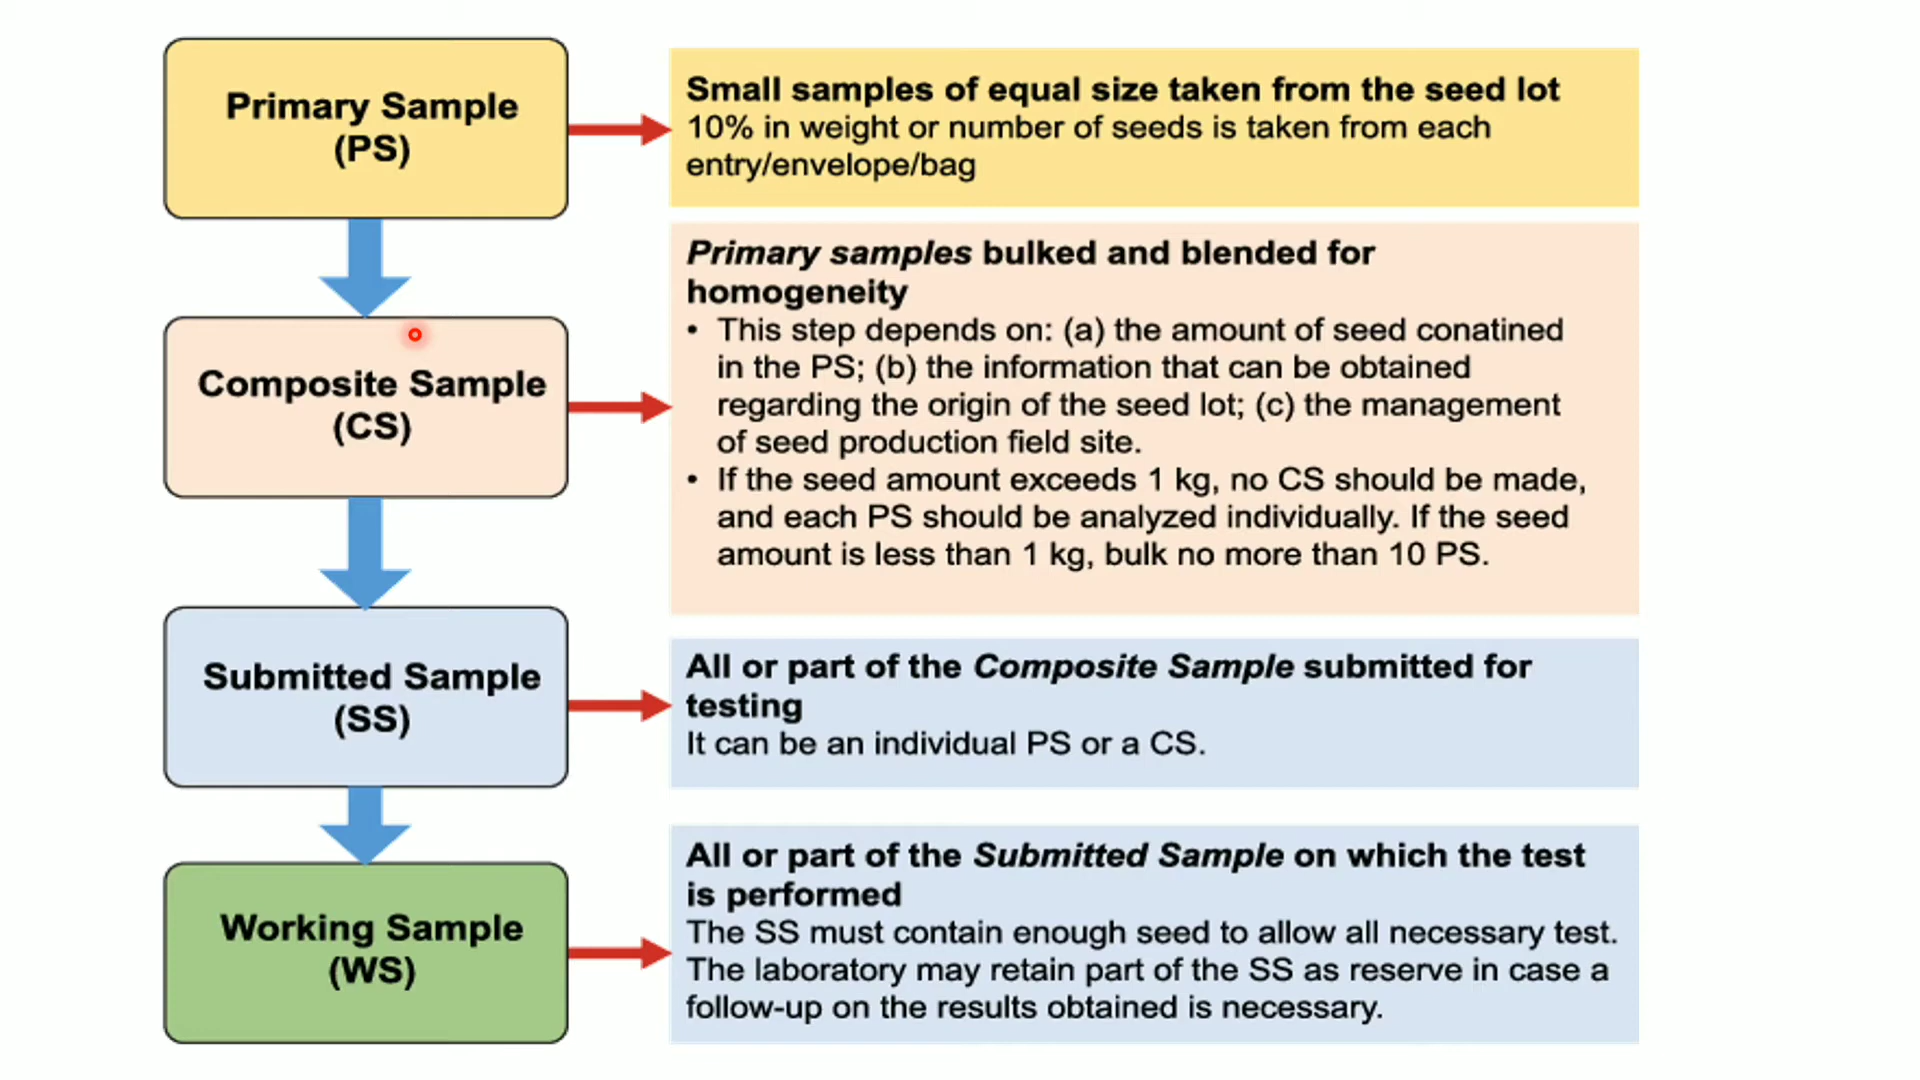 Primary Sample
(PS)
Small samples of equal size taken from the seed lot
10% in weight or number of seeds is taken from each
entry/envelope/bag
Composite Sample
(CS)
Primary samples bulked and blended for
homogeneity
• This step depends on: (a) the amount of seed conatined
in the PS; (b) the information that can be obtained
regarding the origin of the seed lot; (c) the management
of seed production field site.
• If the seed amount exceeds 1 kg, no CS should be made,
and each PS should be analyzed individually. If the seed
amount is less than 1 kg, bulk no more than 10 PS.
Submitted Sample
(SS)
All or part of the Composite Sample submitted for
testing
It can be an individual PS or a CS.
Working Sample
(WS)
All or part of the Submitted Sample on which the test
is performed
The SS must contain enough seed to allow all necessary test.
The laboratory may retain part of the SS as reserve in case a
follow-up on the results obtained is necessary.